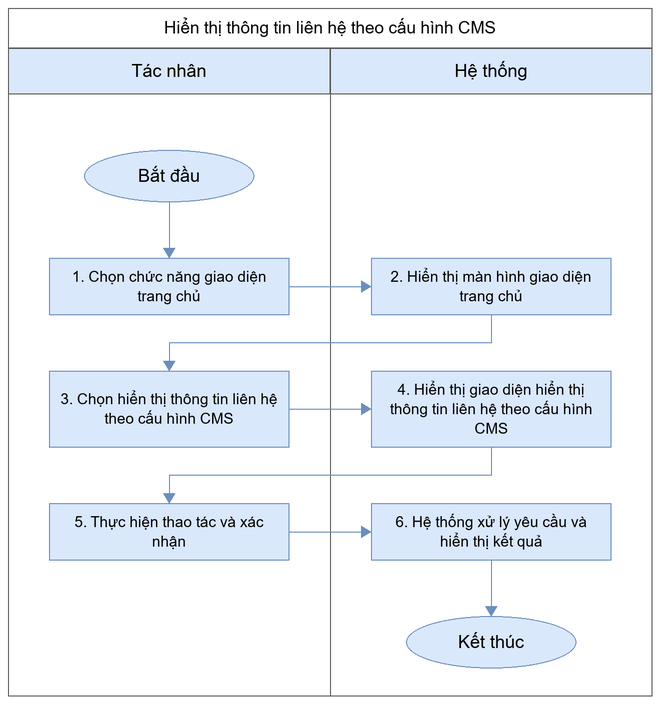 Hiển thị thông tin liên hệ theo cấu hình CMS
Tác nhân
Hệ thống
Bắt đầu
1. Chọn chức năng giao diện
trang chủ
2. Hiển thị màn hình giao diện
trang chủ
3. Chọn hiển thị thông tin liên hệ
theo cấu hình CMS
4. Hiển thị giao diện hiển thị
thông tin liên hệ theo cấu hình
CMS
5. Thực hiện thao tác và xác
nhận
6. Hệ thống xử lý yêu cầu và
hiển thị kết quả
Kết thúc